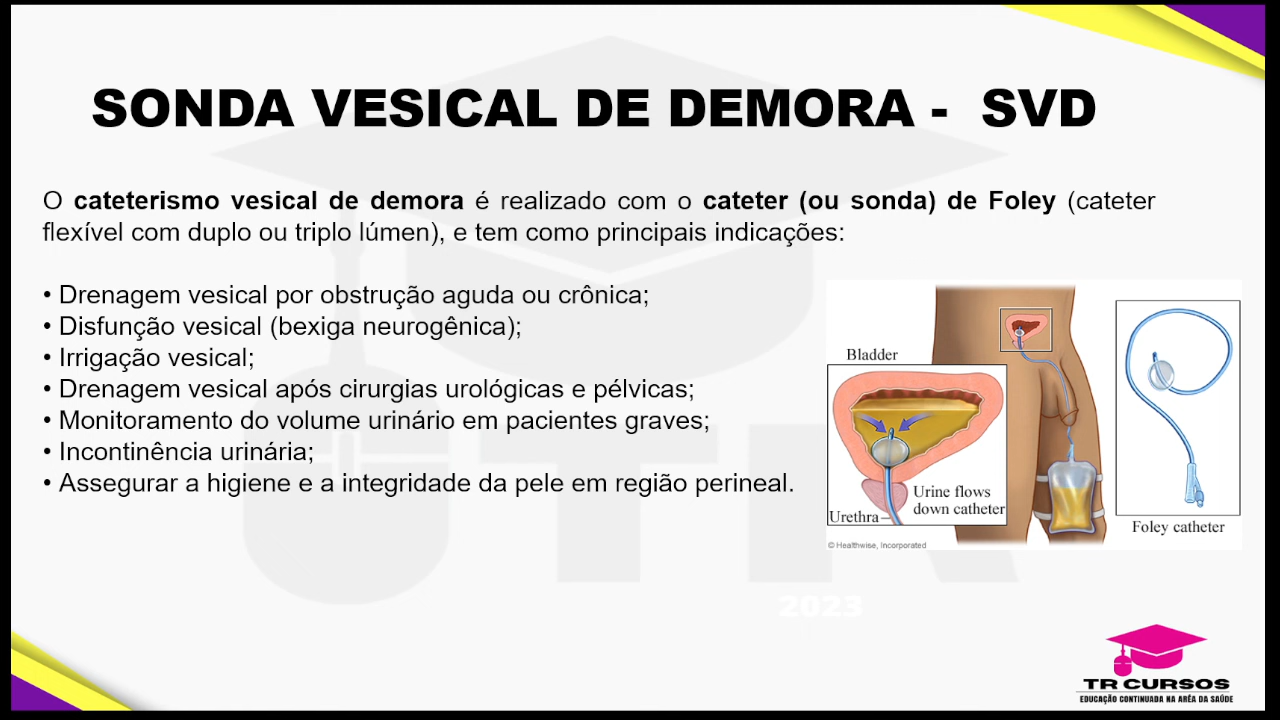 SONDA VESICAL DE DEMORA - SVD
O cateterismo vesical de demora é realizado com o cateter (ou sonda) de Foley (cateter
flexível com duplo ou triplo lúmen), e tem como principais indicações:
• Drenagem vesical por obstrução aguda ou crônica;
• Disfunção vesical (bexiga neurogênica);
• Irrigação vesical;
• Drenagem vesical após cirurgias urológicas e pélvicas;
• Monitoramento do volume urinário em pacientes graves;
• Incontinência urinária;
• Assegurar a higiene e a integridade da pele em região perineal.
Bladder
Urine flows
down catheter
Urethra
Foley catheter
© Healthwise, Incorporated
TR
2023
TR CURSOS
EDUCAÇÃO CONTINUADA NA ARÊA DA SAÚDE